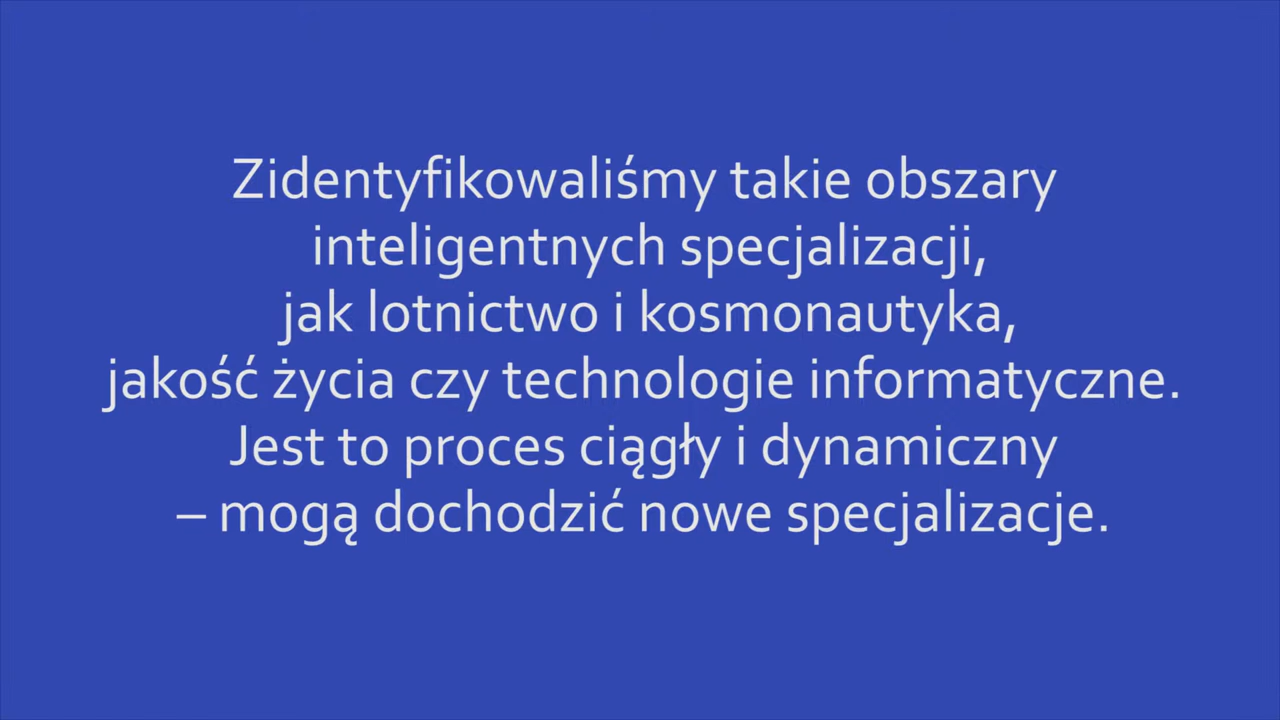 Zidentyfikowaliśmy takie obszary
inteligentnych specjalizacji,
jak lotnictwo i kosmonautyka,
jakość życia czy technologie informatyczne.
Jest to proces ciągły i dynamiczny
– mogą dochodzić nowe specjalizacje.